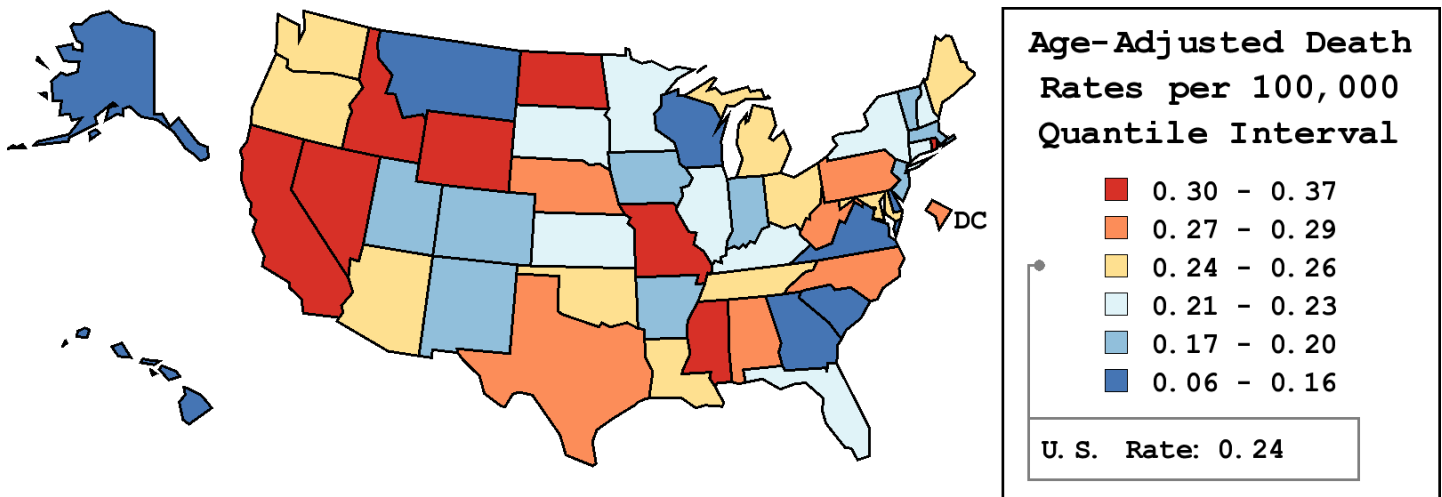 Age-Adjusted Death
Rates per 100,000
Quantile Interval
0.30 - 0.37
0.27 - 0.29
0.24 - 0.26
0.21 - 0.23
0.17 - 0.20
0.06 - 0.16
U.S. Rate: 0.24
DC